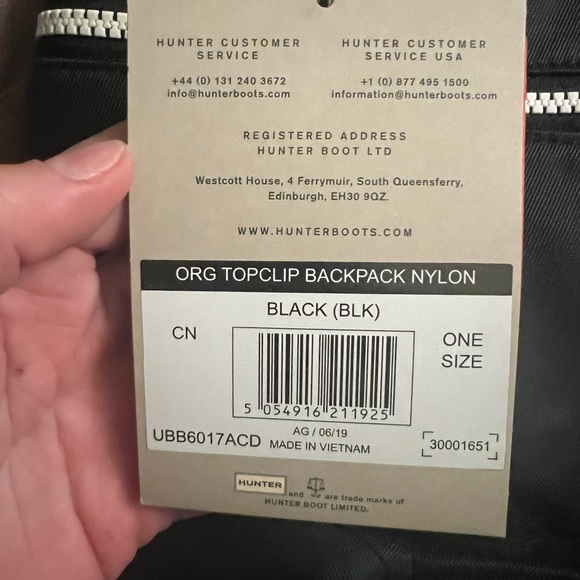 HUNTER CUSTOMER SERVICE
+44 (0) 131 240 3672
info@hunterboots.com
HUNTER CUSTOMER SERVICE USA
+1 (0) 877 495 1500
information@hunterboots.com
REGISTERED ADDRESS
HUNTER BOOT LTD
Westcott House, 4 Ferrymuir, South Queensferry,
Edinburgh, EH30 9QZ.
WWW.HUNTERBOOTS.COM
ORG TOPCLIP BACKPACK NYLON
BLACK (BLK)
CN
ONE
SIZE
5 054916 211925
AG / 06/19
UBB6017ACD
MADE IN VIETNAM
30001651
HUNTER and are trade marks of
HUNTER BOOT LIMITED.